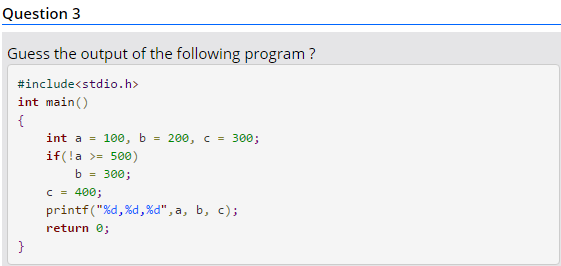 Question 3
Guess the output of the following program ?
#include<stdio.h>
int main()
{
    int a = 100, b = 200, c = 300;
    if(!a >= 500)
        b = 300;
    c = 400;
    printf("%d,%d,%d",a, b, c);
    return 0;
}